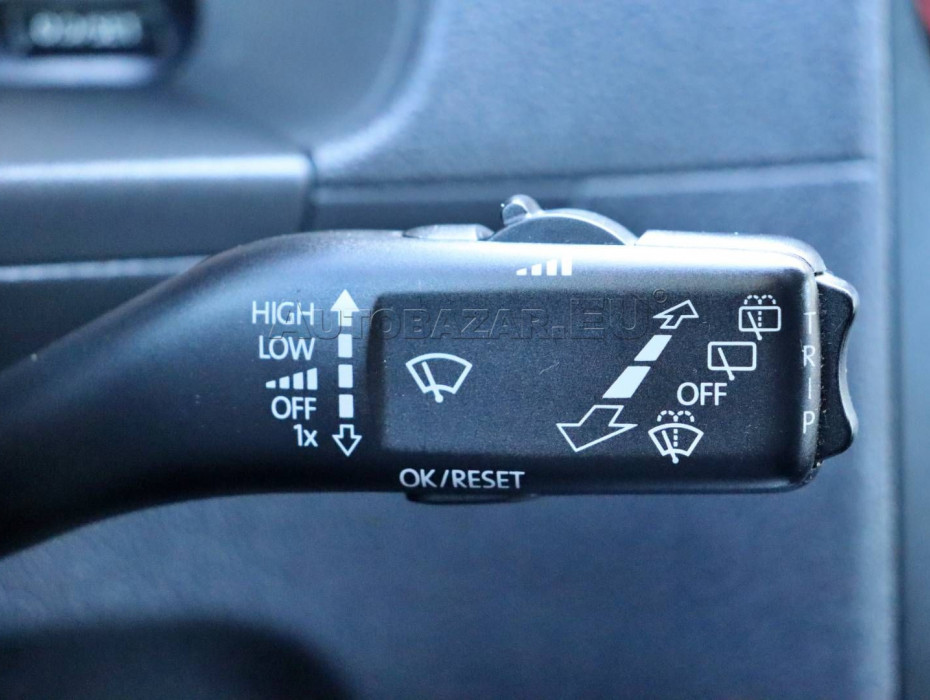 AUTOBAZAR.EU
HIGH
LOW
OFF
1x
OFF
TRIP
OK/RESET